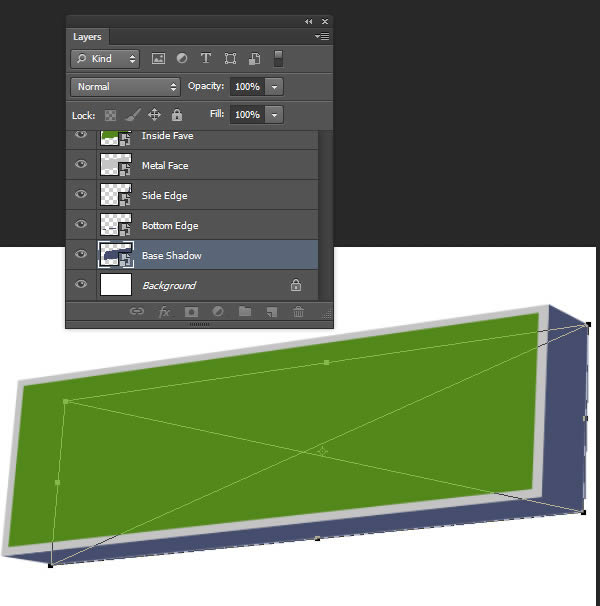 Layers
Kind
Normal Opacity: 100%
Lock: Fill: 100%
Inside Fave
Metal Face
Side Edge
Bottom Edge
Base Shadow
Background